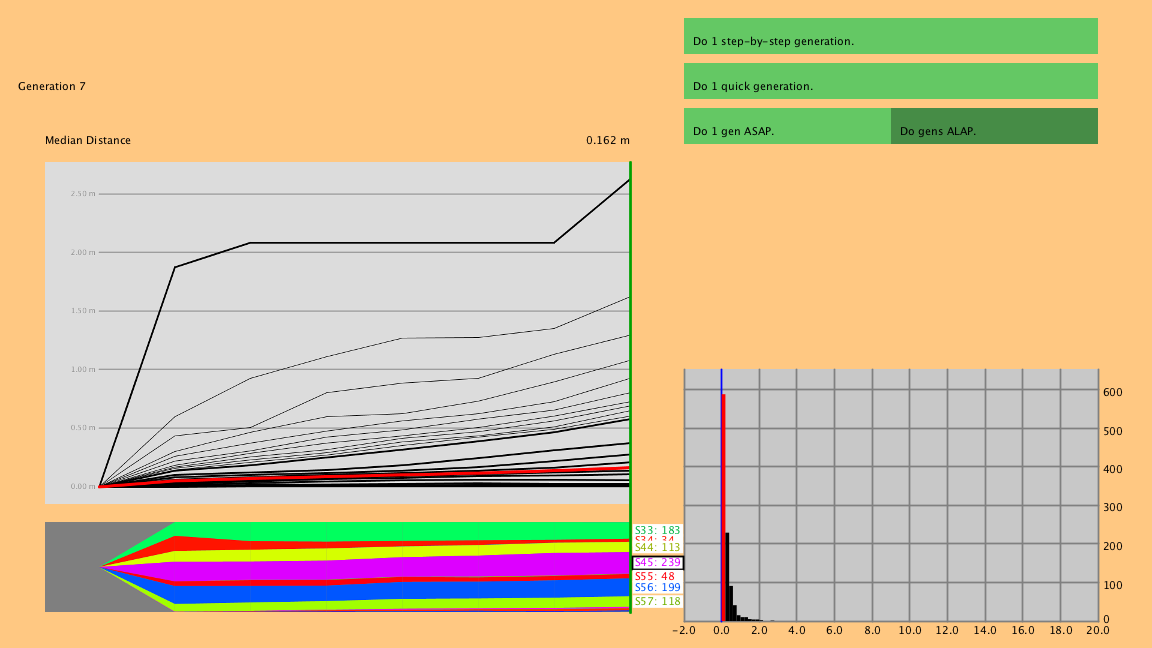 Do 1 step-by-step generation.
Generation 7
Do 1 quick generation.
Do 1 gen ASAP.
Do gens ALAP.
Median Distance
0.162 m
2.50 m
2.00 m
1.50 m
1.00 m
0.50 m
0.00 m
S33: 183
S34: 34
S44: 113
S45: 239
S55: 48
S56: 199
S57: 118
600
500
400
300
200
100
0
-2.0 0.0 2.0 4.0 6.0 8.0 10.0 12.0 14.0 16.0 18.0 20.0